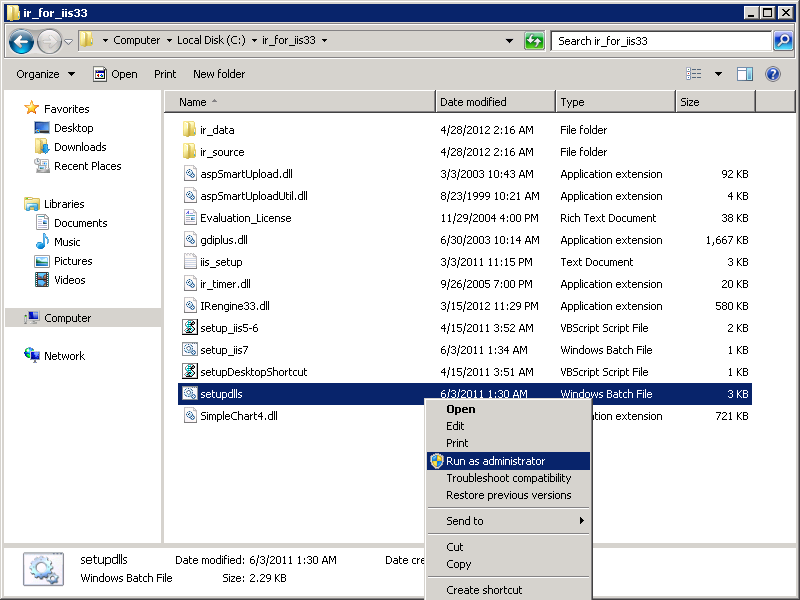 ir_for_iis33
Computer Local Disk (C:) ir_for_iis33
Search ir_for_iis33
Organize Open Print New folder
Favorites
Desktop
Downloads
Recent Places
Libraries
Documents
Music
Pictures
Videos
Computer
Network
Name Date modified Type Size
ir_data 4/28/2012 2:16 AM File folder
ir_source 4/28/2012 2:16 AM File folder
aspSmartUpload.dll 3/3/2003 10:43 AM Application extension 92 KB
aspSmartUploadUtil.dll 8/23/1999 10:21 AM Application extension 4 KB
Evaluation_License 11/29/2004 4:00 PM Rich Text Document 38 KB
gdiplus.dll 6/30/2003 10:14 AM Application extension 1,667 KB
iis_setup 3/3/2011 11:15 PM Text Document 3 KB
ir_timer.dll 9/26/2005 7:00 PM Application extension 20 KB
IRengine33.dll 3/15/2012 11:29 PM Application extension 580 KB
setup_iis5-6 4/15/2011 3:52 AM VBScript Script File 2 KB
setup_iis7 6/3/2011 1:34 AM Windows Batch File 1 KB
setupDesktopShortcut 4/15/2011 3:51 AM VBScript Script File 1 KB
setupdlls 6/3/2011 1:30 AM Windows Batch File 3 KB
SimpleChart4.dll tion extension 721 KB
Open
Edit
Print
Run as administrator
Troubleshoot compatibility
Restore previous versions
Send to
Cut
Copy
Create shortcut
setupdlls Date modified: 6/3/2011 1:30 AM Date cre
Windows Batch File Size: 2.29 KB